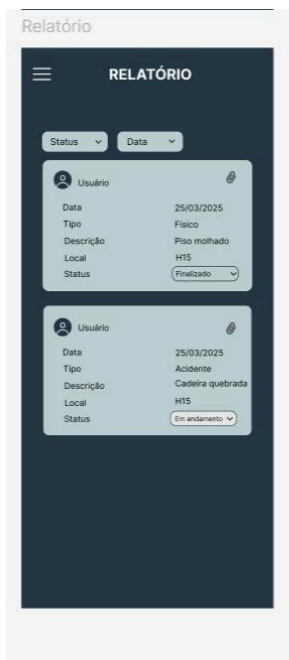 Relatório
RELATÓRIO
Status Data
Usuário
Data 25/03/2025
Tipo Físico
Descrição Piso molhado
Local H15
Status Finalizado
Usuário
Data 25/03/2025
Tipo Acidente
Descrição Cadeira quebrada
Local H15
Status Em andamento